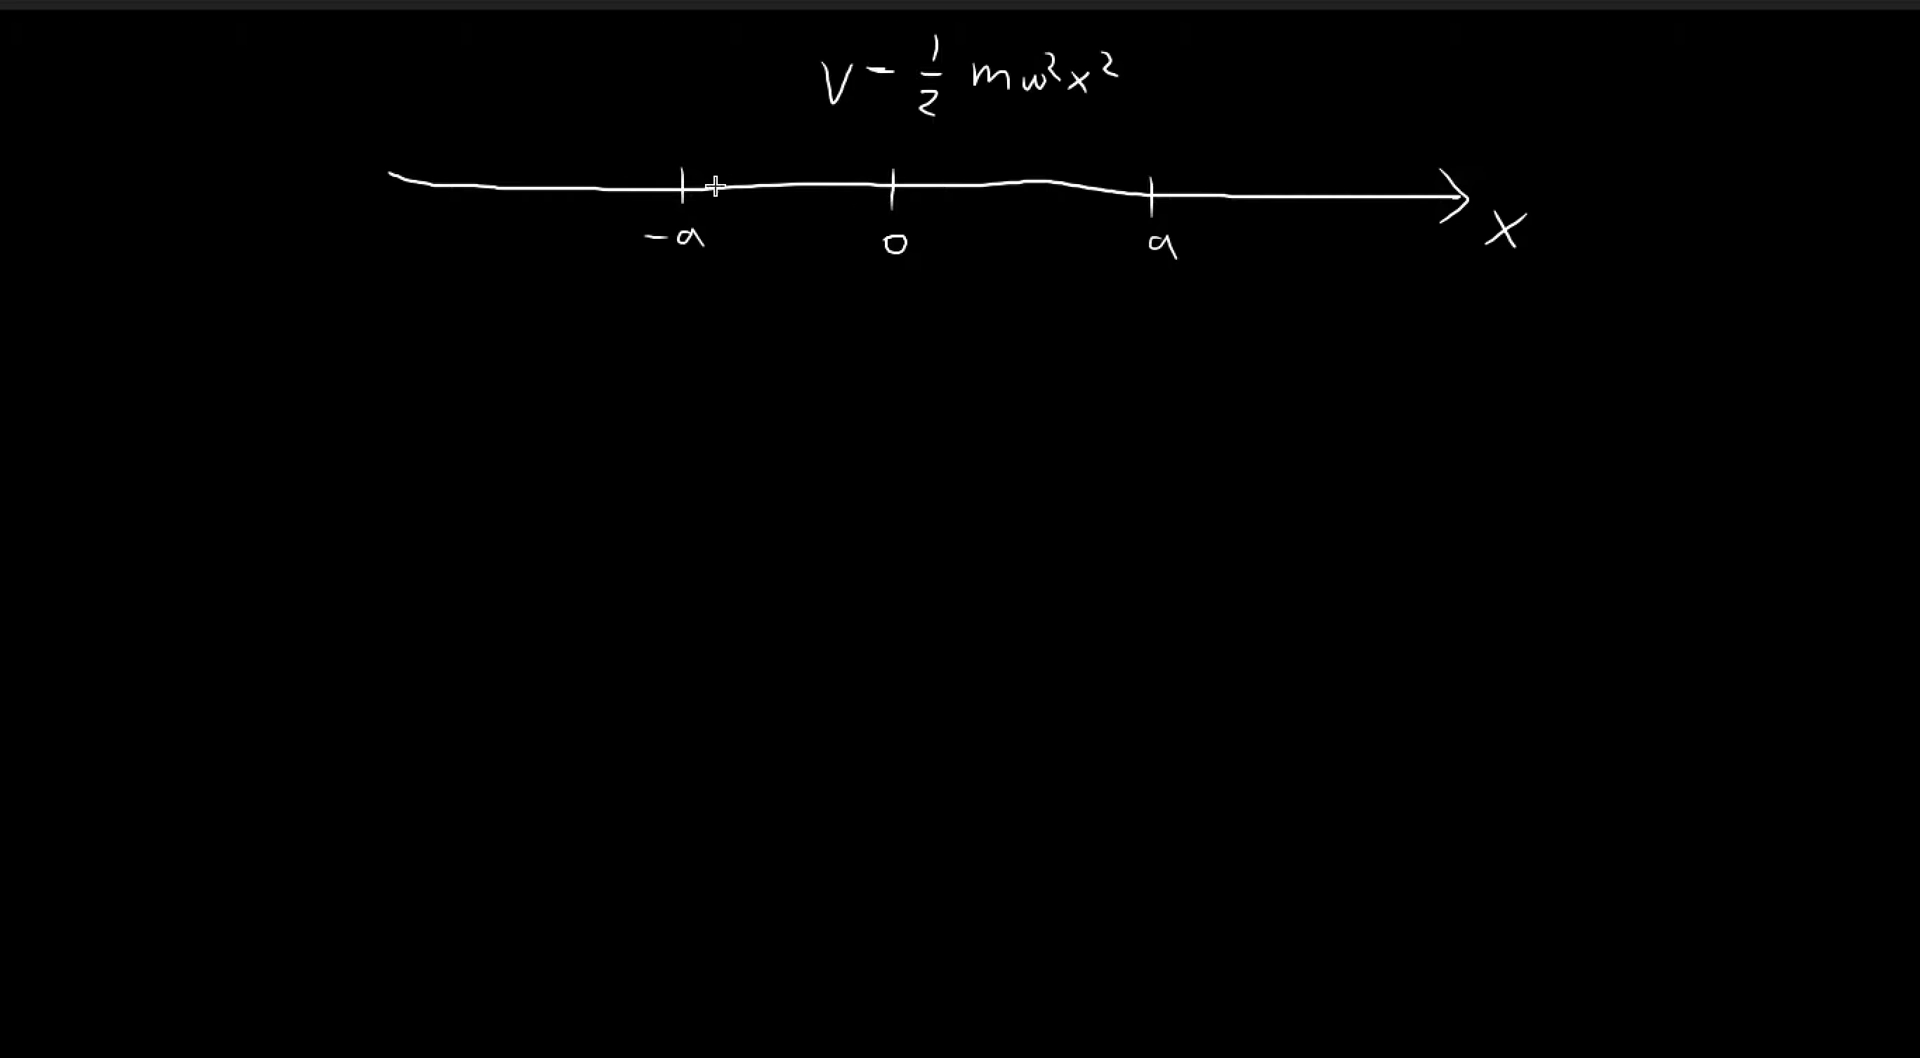 V = 1/2 mω²x²
-a 0 a x